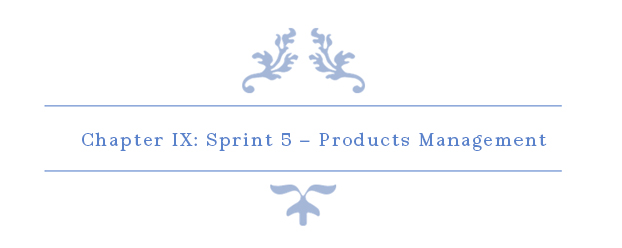 Chapter IX: Sprint 5 – Products Management